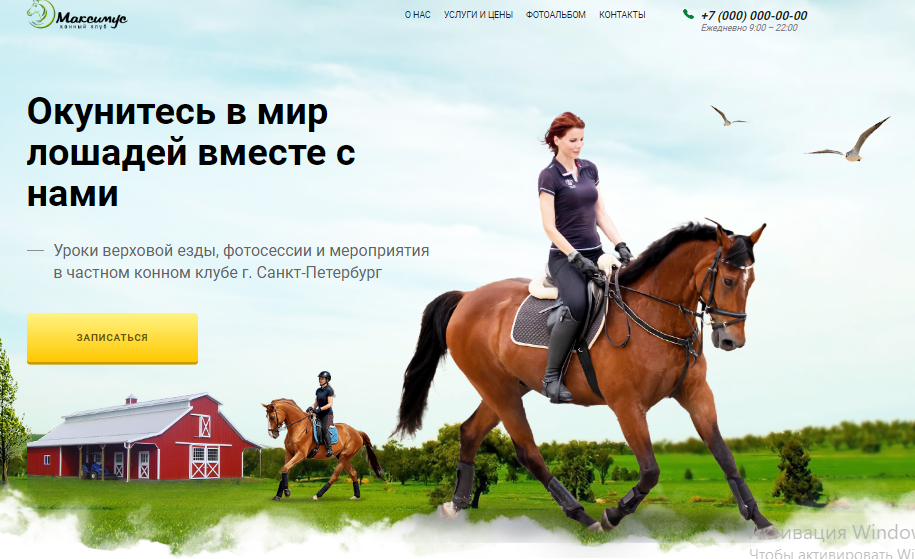 Максимус
конный клуб
О НАС УСЛУГИ И ЦЕНЫ ФОТОАЛЬБОМ КОНТАКТЫ
+7 (000) 000-00-00
Ежедневно 9:00 – 22:00
Окунитесь в мир
лошадей вместе с
нами
— Уроки верховой езды, фотосессии и мероприятия
в частном конном клубе г. Санкт-Петербург
ЗАПИСАТЬСЯ
Активация Window
Чтобы активировать Wi